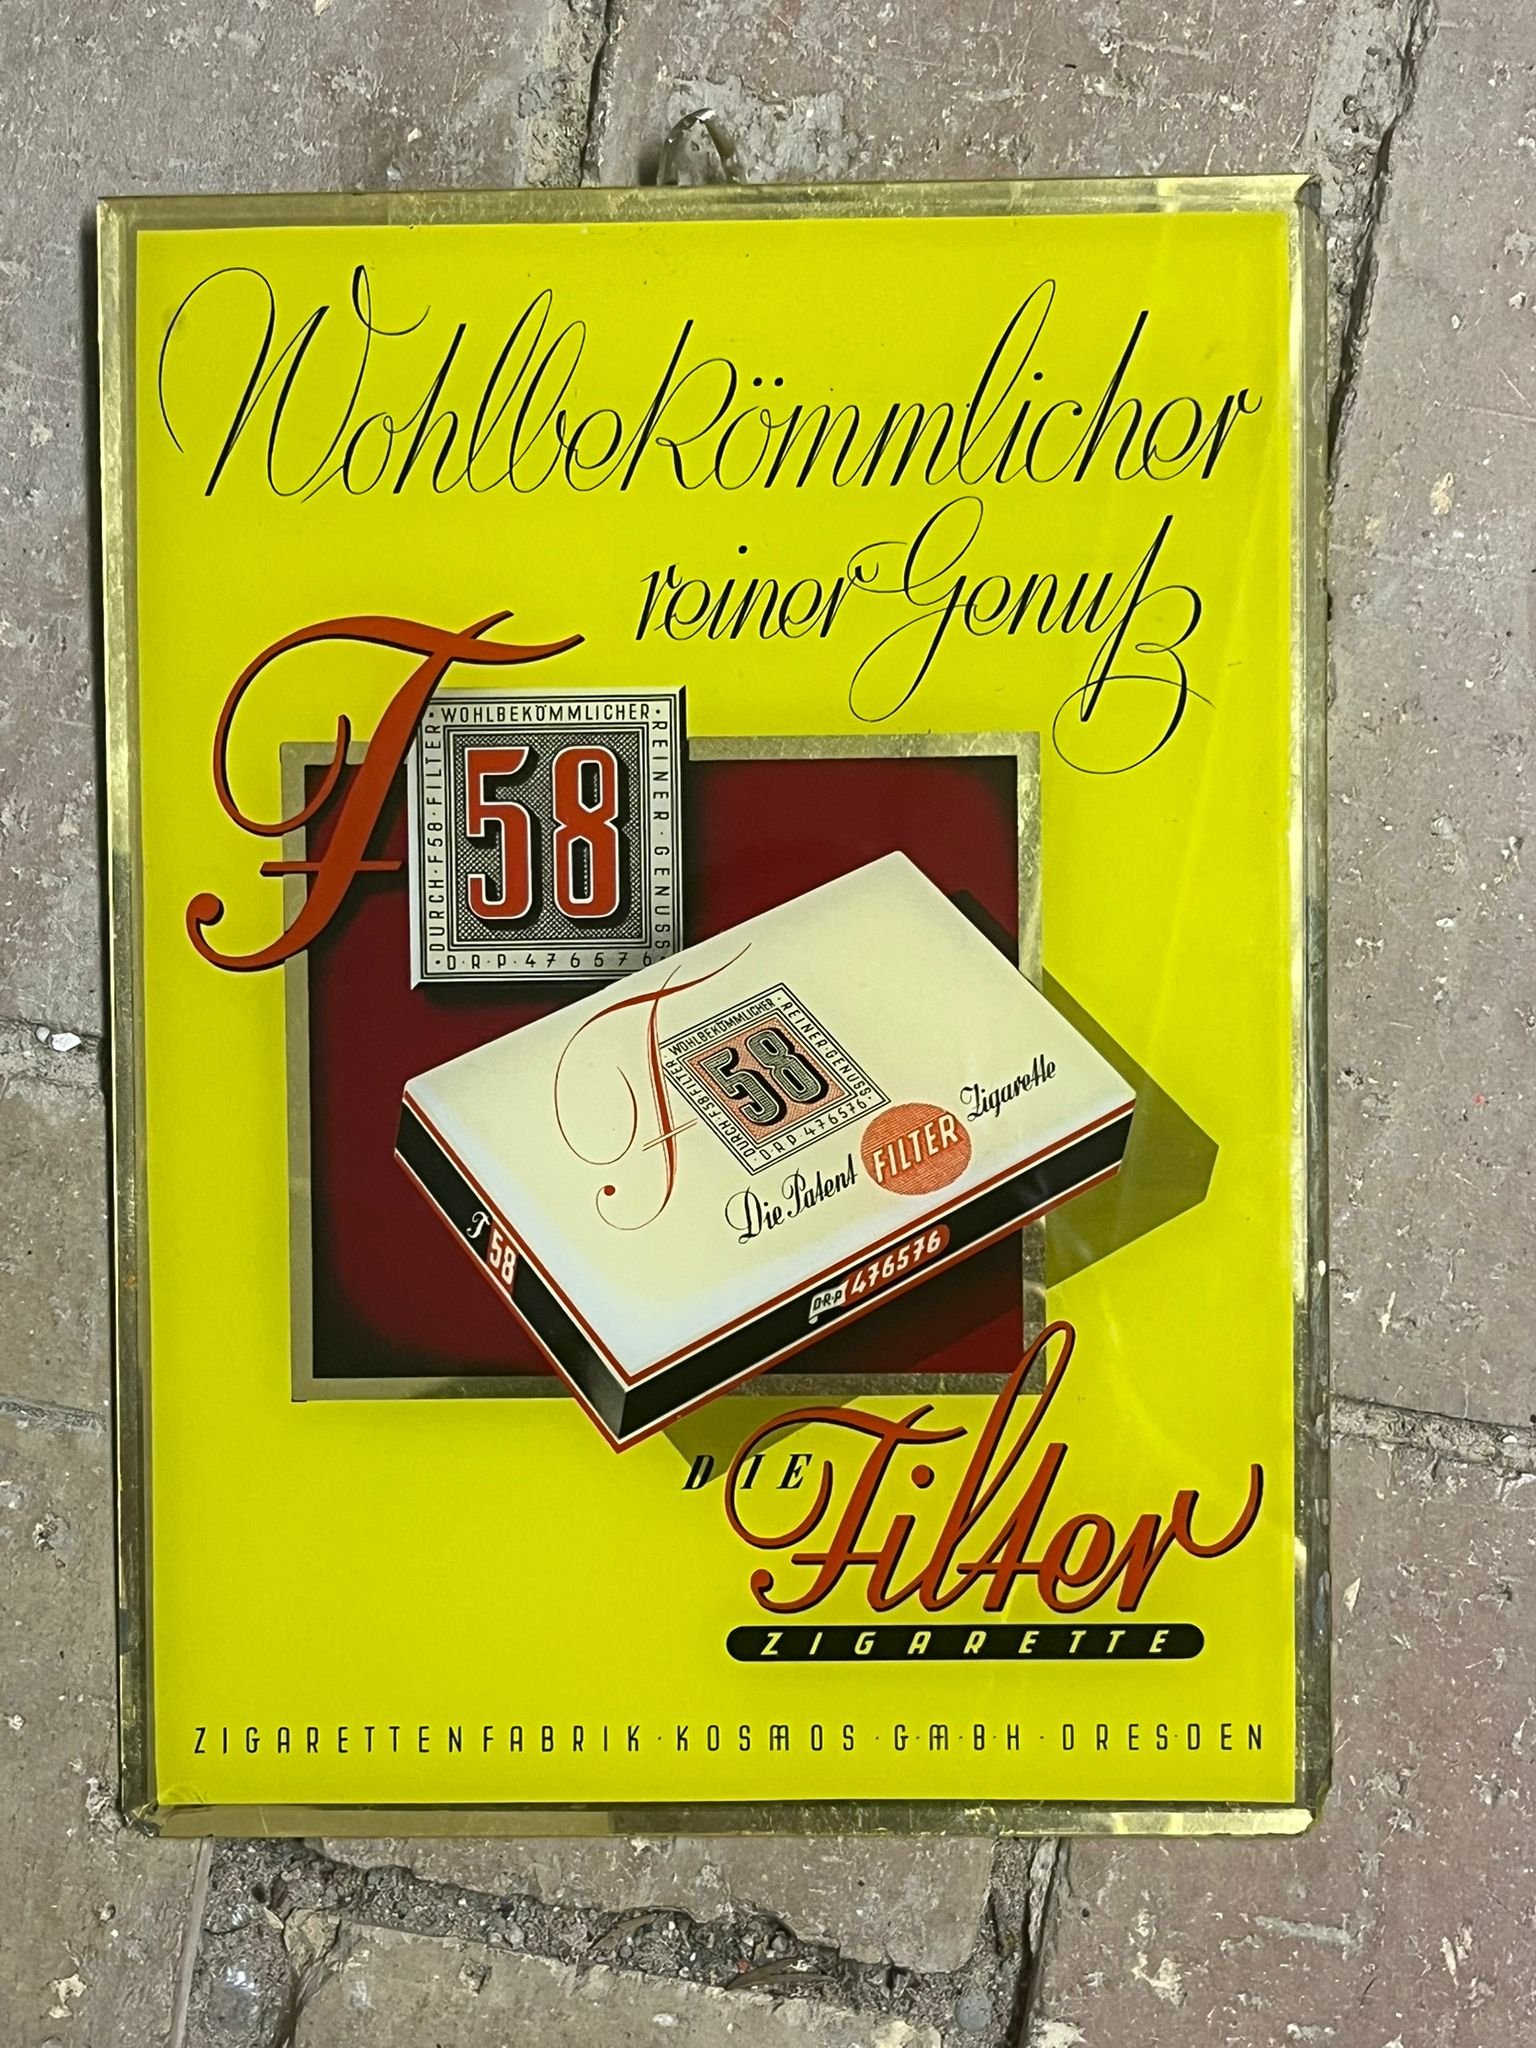 Wohlbekömmlicher
reiner Genuß
F 58
· WOHLBEKÖMMLICHER ·
REINER · GENUSS
· D · R · P · 476576 ·
DURCH · F58 · FILTER
F 58
· WOHLBEKÖMMLICHER ·
REINER · GENUSS ·
D · R · P · 476576 ·
DURCH · F58 FILTER
Die Patent FILTER Zigarette
F 58
D·R·P 476576
DIE Filter
ZIGARETTE
ZIGARETTENFABRIK · KOSMOS · G·M·B·H · DRESDEN